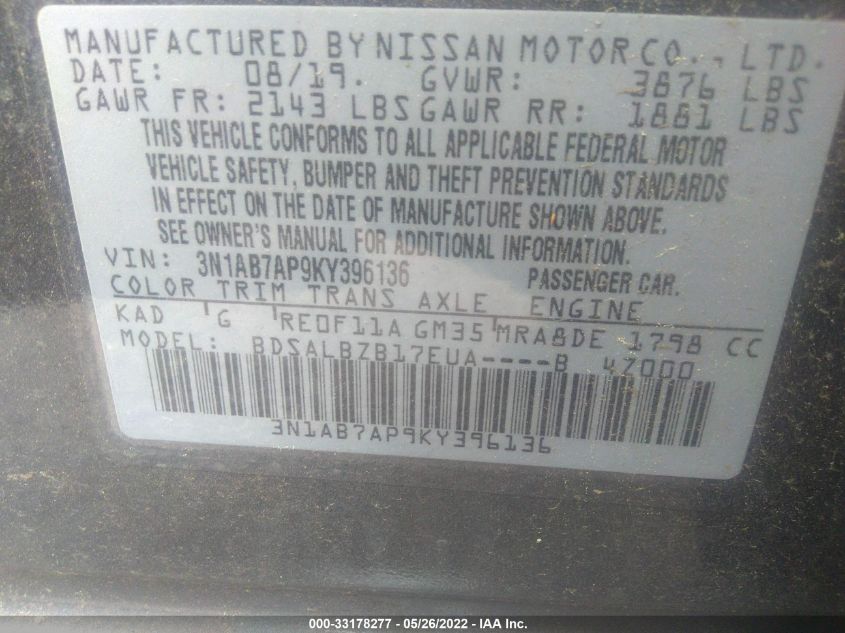 MANUFACTURED BY NISSAN MOTOR CO., LTD.
DATE: 08/19. GVWR: 3876 LBS
GAWR FR: 2143 LBS GAWR RR: 1881 LBS
THIS VEHICLE CONFORMS TO ALL APPLICABLE FEDERAL MOTOR
VEHICLE SAFETY, BUMPER AND THEFT PREVENTION STANDARDS
IN EFFECT ON THE DATE OF MANUFACTURE SHOWN ABOVE.
SEE OWNER'S MANUAL FOR ADDITIONAL INFORMATION.
VIN: 3N1AB7AP9KY396136 PASSENGER CAR.
COLOR TRIM TRANS AXLE ENGINE
KAD G RE0F11A GM35 MRA8DE 1798 CC
MODEL: BDSALBZB17EUA----B 47000
3N1AB7AP9KY396136
000-33178277 - 05/26/2022 - IAA Inc.